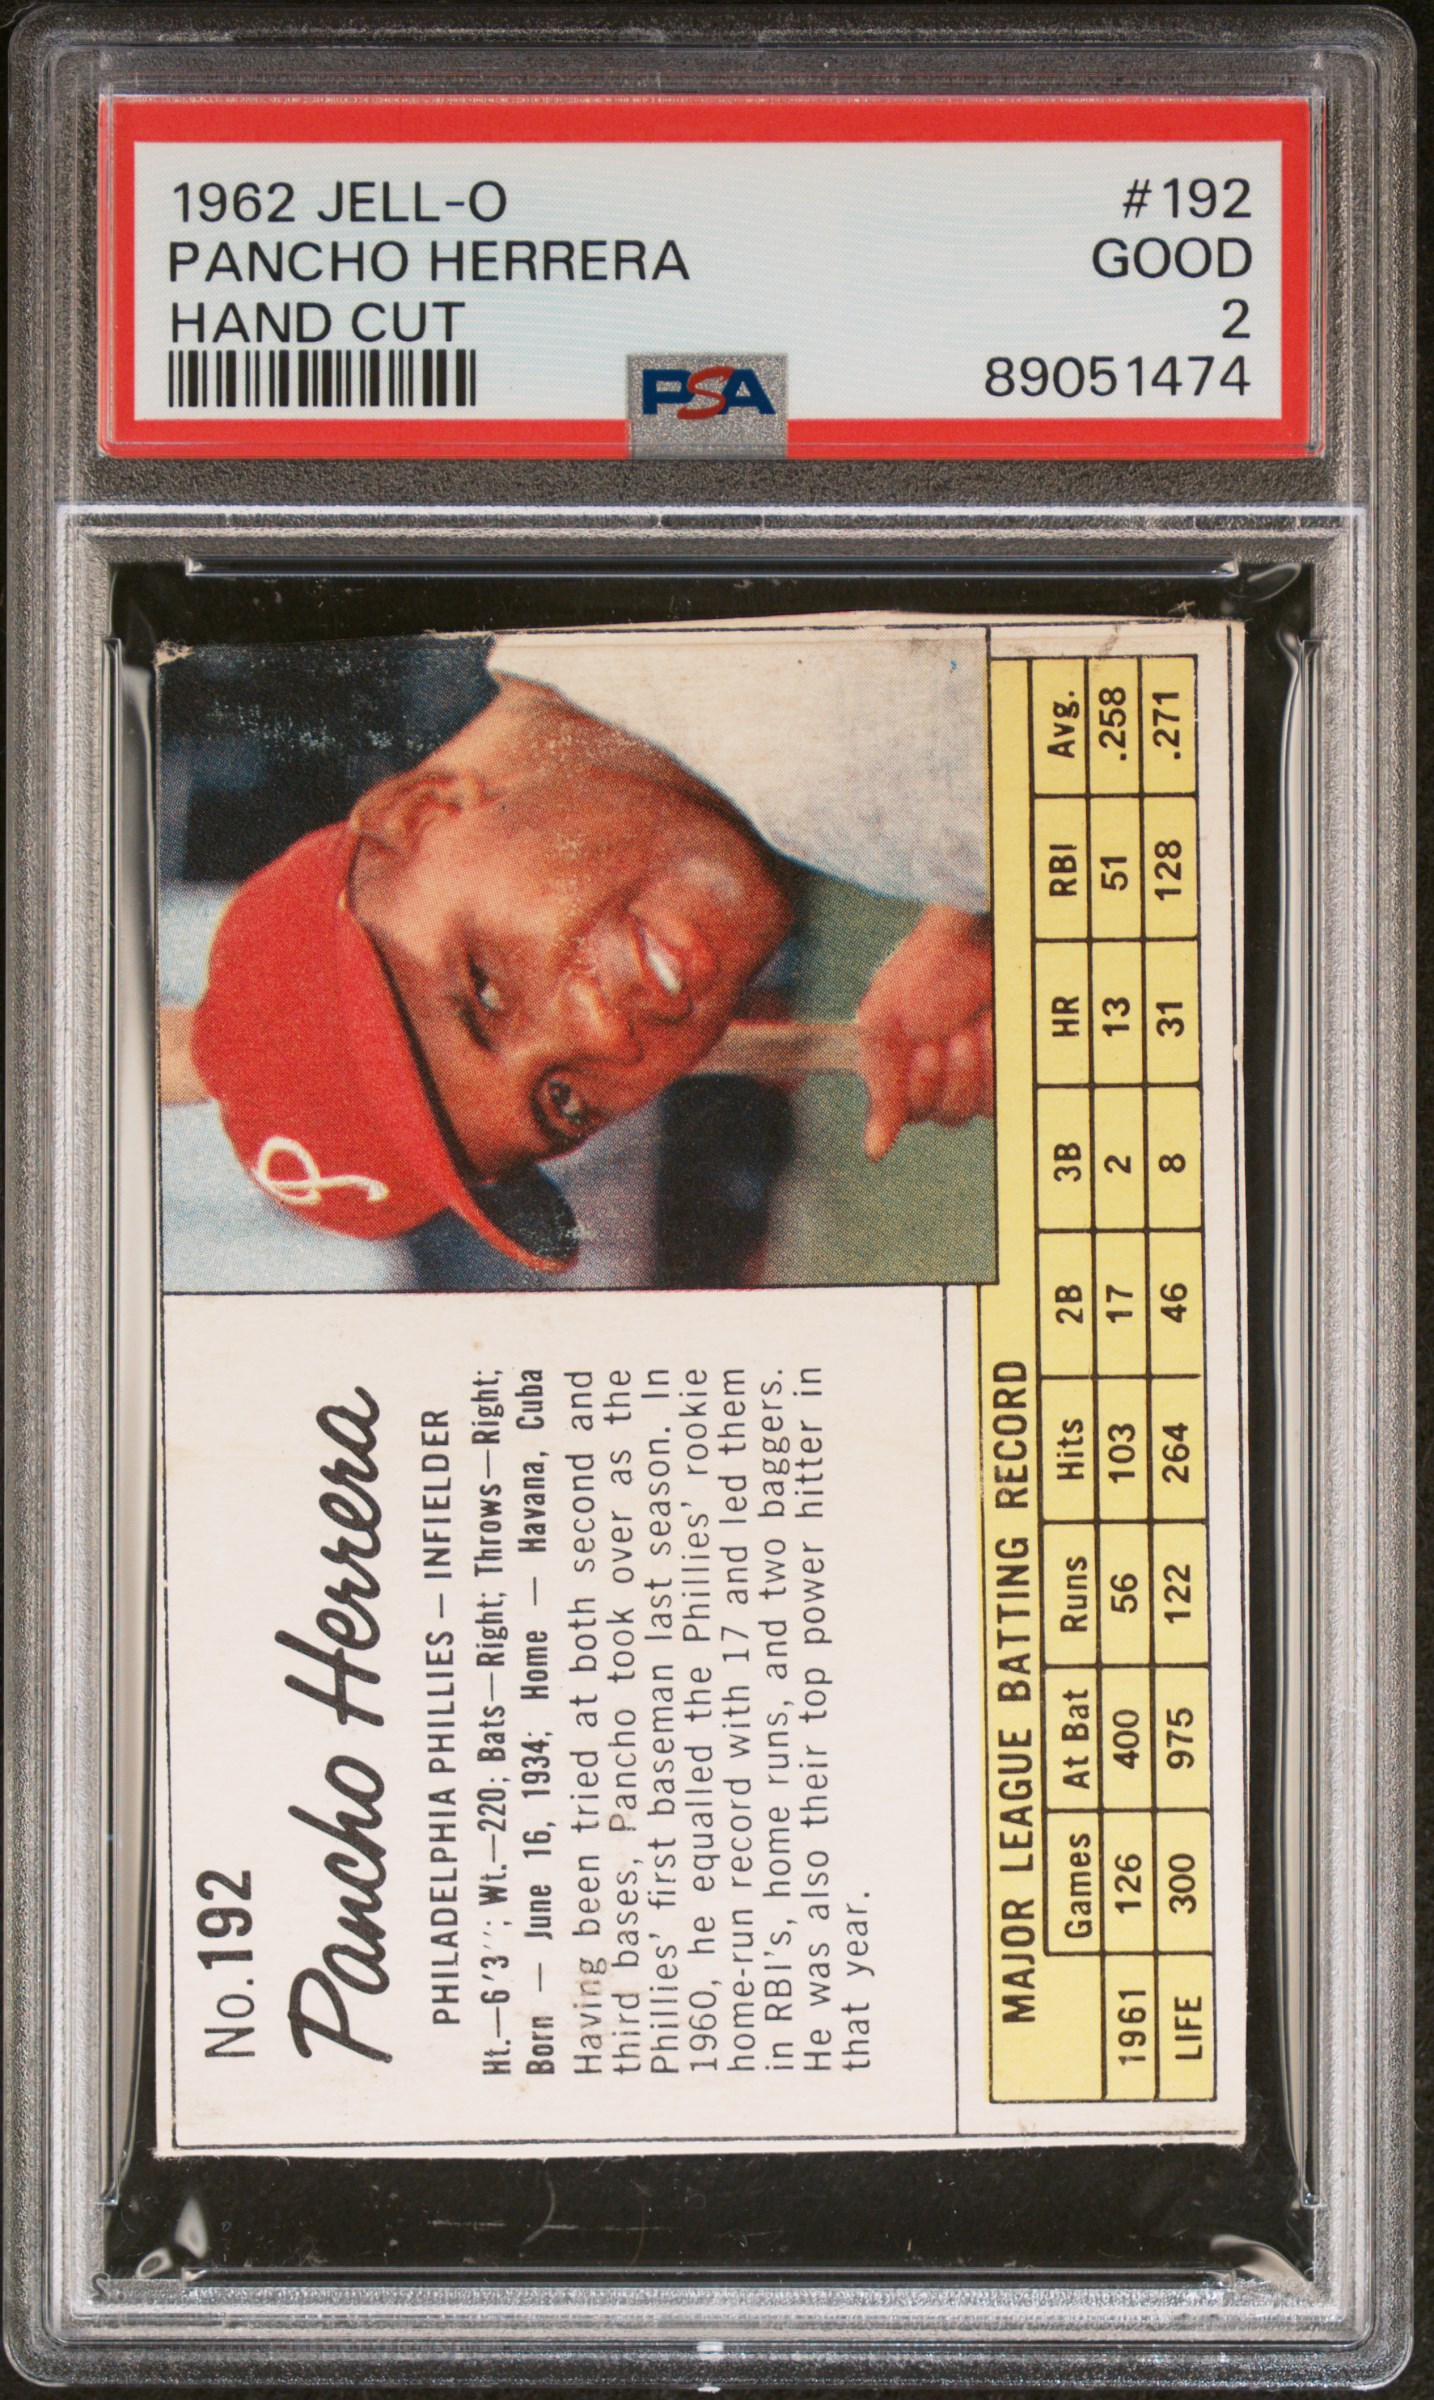 1962 JELL-O #192
PANCHO HERRERA GOOD
HAND CUT 2
PSA 89051474
P
No. 192
Pancho Herrera
PHILADELPHIA PHILLIES — INFIELDER
Ht.—6'3"; Wt.—220; Bats—Right; Throws—Right;
Born — June 16, 1934; Home — Havana, Cuba
Having been tried at both second and
third bases, Pancho took over as the
Phillies' first baseman last season. In
1960, he equalled the Phillies' rookie
home-run record with 17 and led them
in RBI's, home runs, and two baggers.
He was also their top power hitter in
that year.
MAJOR LEAGUE BATTING RECORD
Games At Bat Runs Hits 2B 3B HR RBI Avg.
1961 126 400 56 103 17 2 13 51 .258
LIFE 300 975 122 264 46 8 31 128 .271